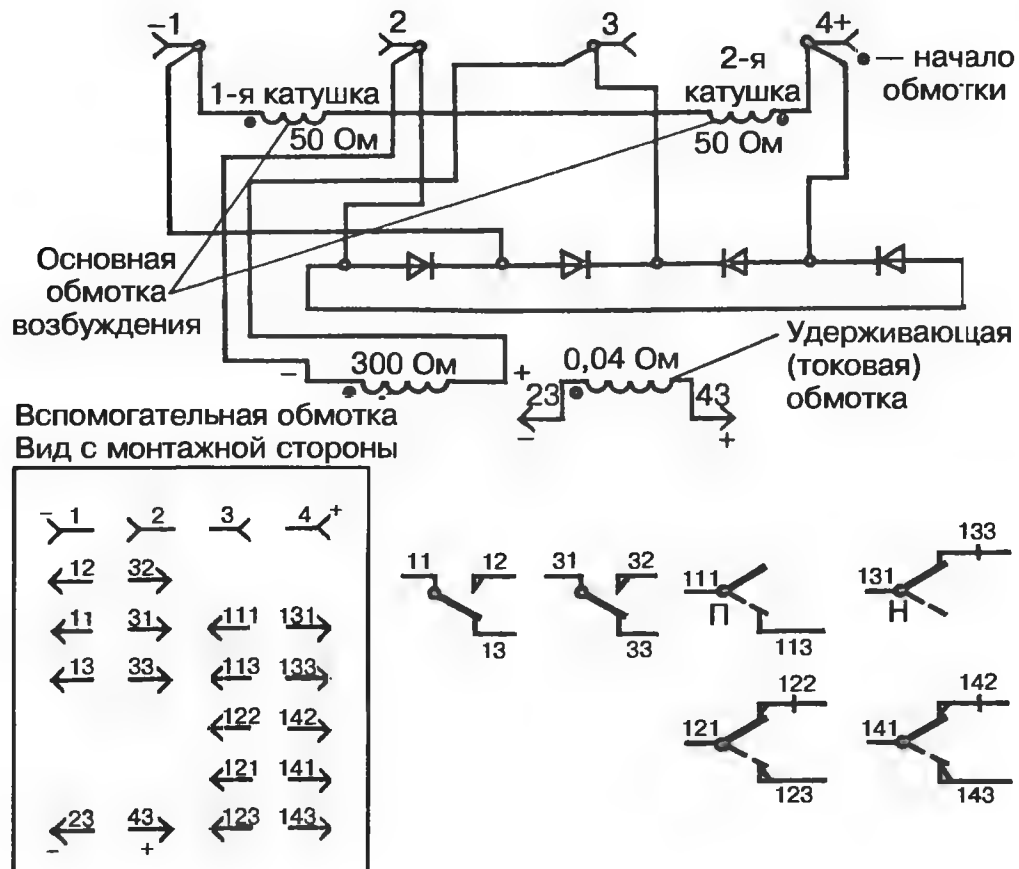 –1
2
3
4+
• — начало
обмотки
1-я катушка
50 Ом
2-я
катушка
50 Ом
Основная
обмотка
возбуждения
300 Ом
–
+
0,04 Ом
23
–
43
+
Удерживающая
(токовая)
обмотка
Вспомогательная обмотка
Вид с монтажной стороны
– 1 2 3 4 +
12 32
11 31 111 131
13 33 113 133
122 142
121 141
23 43 123 143
– +
11 12
13
31 32
33
111
П
113
131
Н
133
121
122
123
141
142
143